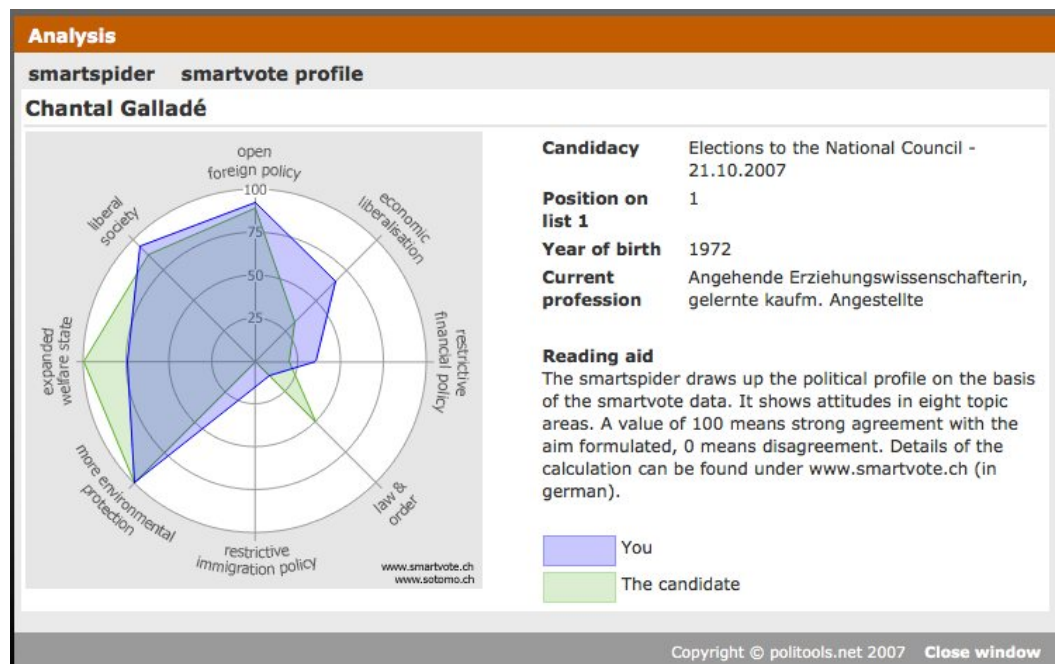 Analysis
smartspider smartvote profile
Chantal Galladé
open
foreign policy
economic
liberalisation
restrictive
financial policy
law &
order
restrictive
immigration policy
more environmental
protection
expanded
welfare state
liberal
society
100
75
50
25
www.smartvote.ch
www.sotomo.ch
Candidacy Elections to the National Council -
21.10.2007
Position on 1
list 1
Year of birth 1972
Current Angehende Erziehungswissenschafterin,
profession gelernte kaufm. Angestellte
Reading aid
The smartspider draws up the political profile on the basis
of the smartvote data. It shows attitudes in eight topic
areas. A value of 100 means strong agreement with the
aim formulated, 0 means disagreement. Details of the
calculation can be found under www.smartvote.ch (in
german).
You
The candidate
Copyright © politools.net 2007 Close window